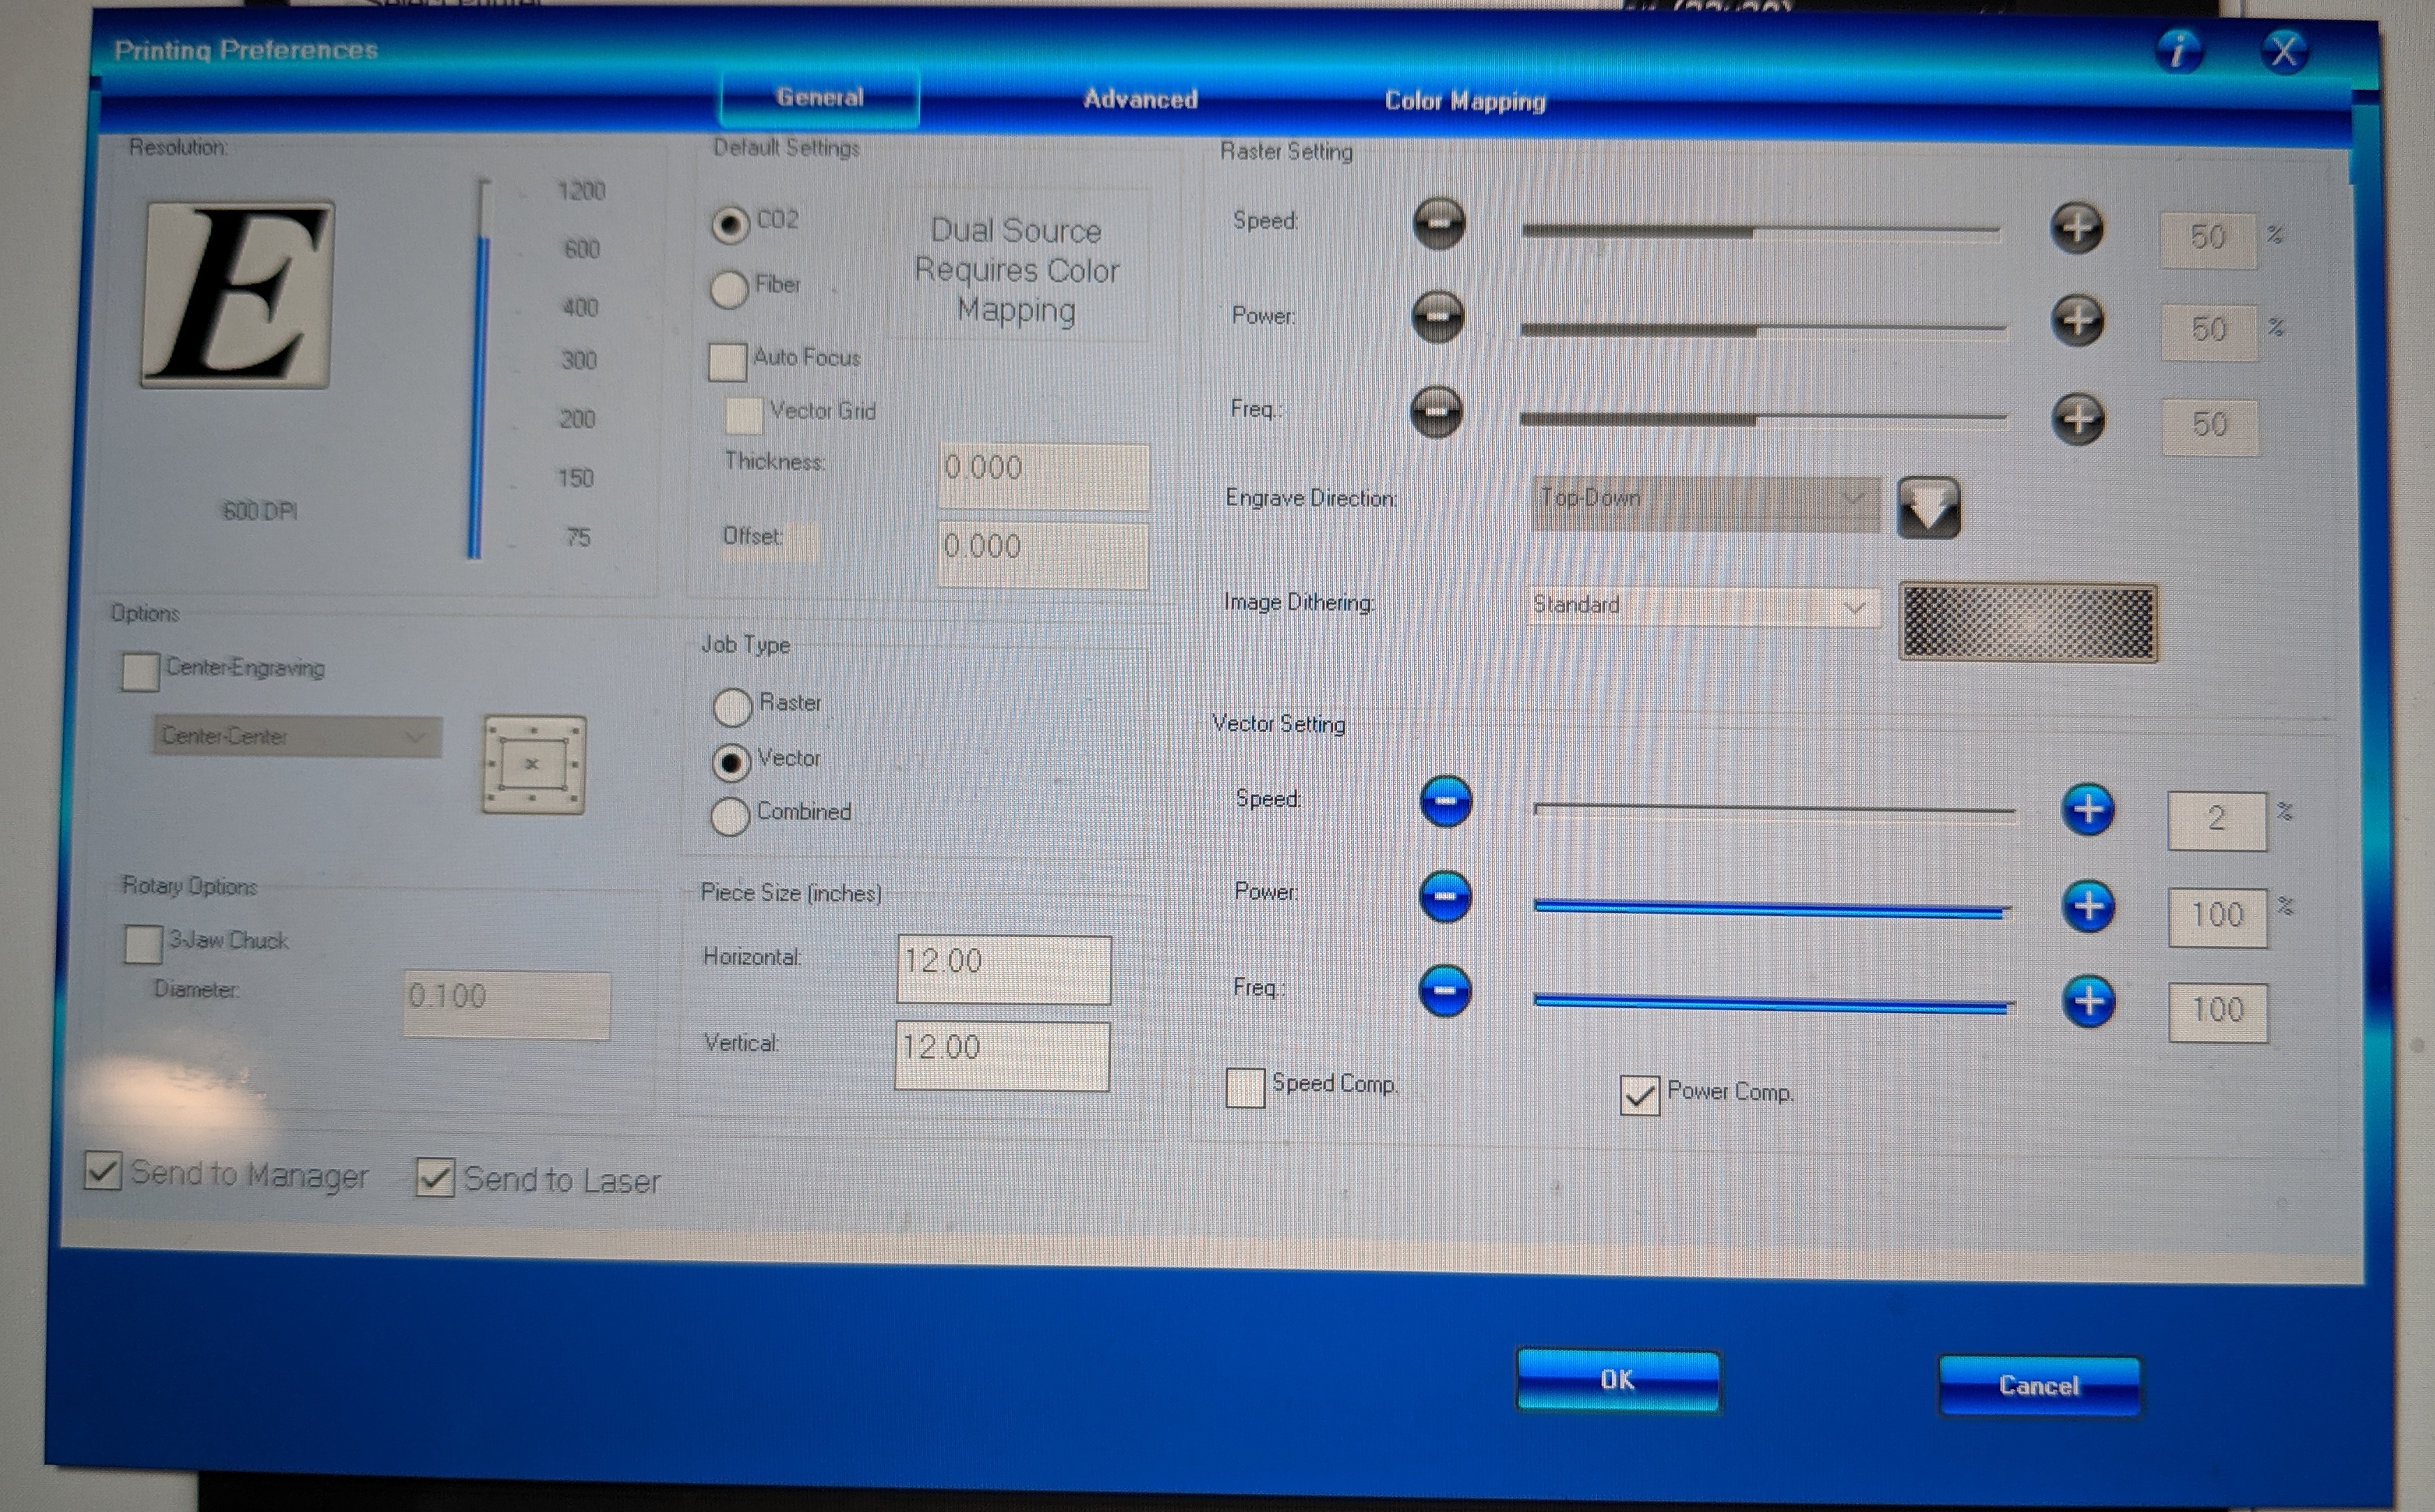 Printing Preferences
i X
General Advanced Color Mapping
Resolution:
E
1200
600
400
300
200
150
75
600 DPI
Default Settings
CO2
Fiber
Dual Source
Requires Color
Mapping
Auto Focus
Vector Grid
Thickness: 0.000
Offset: 0.000
Raster Setting
Speed: 50 %
Power: 50 %
Freq.: 50
Engrave Direction: Top-Down
Image Dithering: Standard
Options
Center-Engraving
Center-Center
Job Type
Raster
Vector
Combined
Vector Setting
Speed: 2 %
Power: 100 %
Freq.: 100
Speed Comp. Power Comp.
Rotary Options
3-Jaw Chuck
Diameter: 0.100
Piece Size (inches)
Horizontal: 12.00
Vertical: 12.00
Send to Manager Send to Laser
OK Cancel